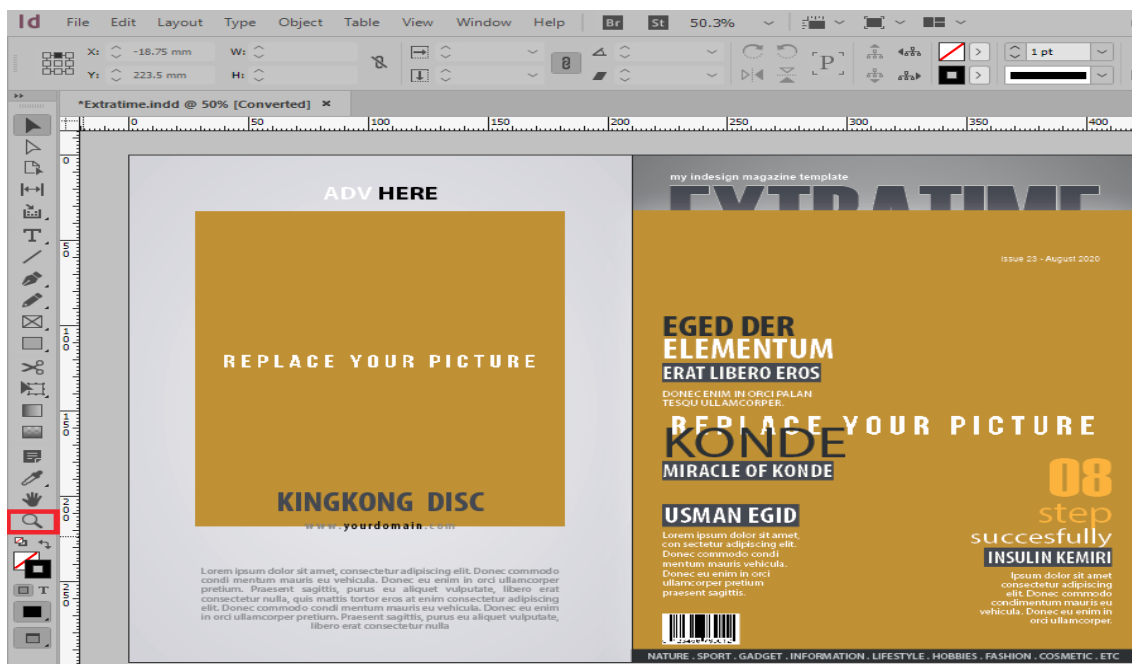 Id File Edit Layout Type Object Table View Window Help Br St 50.3%
X: -18.75 mm W: 1 pt
Y: 223.5 mm H: P
*Extratime.indd @ 50% [Converted] ×
0 50 100 150 200 250 300 350 400
0
50
100
150
200
250
T
T
ADV HERE
REPLACE YOUR PICTURE
KINGKONG DISC
www.yourdomain.com
Lorem ipsum dolor sit amet, consectetur adipiscing elit. Donec commodo
condi mentum mauris eu vehicula. Donec eu enim in orci ullamcorper
pretium. Praesent sagittis, purus eu aliquet vulputate, libero erat
consectetur nulla, quis mattis tortor eros at enim consectetur adipiscing
elit. Donec commodo condi mentum mauris eu vehicula. Donec eu enim
in orci ullamcorper pretium. Praesent sagittis, purus eu aliquet vulputate,
libero erat consectetur nulla
my indesign magazine template
EXTRATIME
Issue 23 - August 2020
EGED DER
ELEMENTUM
ERAT LIBERO EROS
DONEC ENIM IN ORCI PALAN
TESQU ULLAMCORPER.
REPLACE YOUR PICTURE
KONDE
MIRACLE OF KONDE
USMAN EGID
Lorem ipsum dolor sit amet,
con sectetur adipiscing elit.
Donec commodo condi
mentum mauris vehicula.
Donec eu enim in orci
ullamcorper pretium
praesent sagittis.
08
step
succesfully
INSULIN KEMIRI
Ipsum dolor sit amet
consectetur adipiscing
elit. Donec commodo
condimentum mauris eu
vehicula. Donec eu enim in
orci ullamcorper.
NATURE . SPORT . GADGET . INFORMATION . LIFESTYLE . HOBBIES . FASHION . COSMETIC . ETC